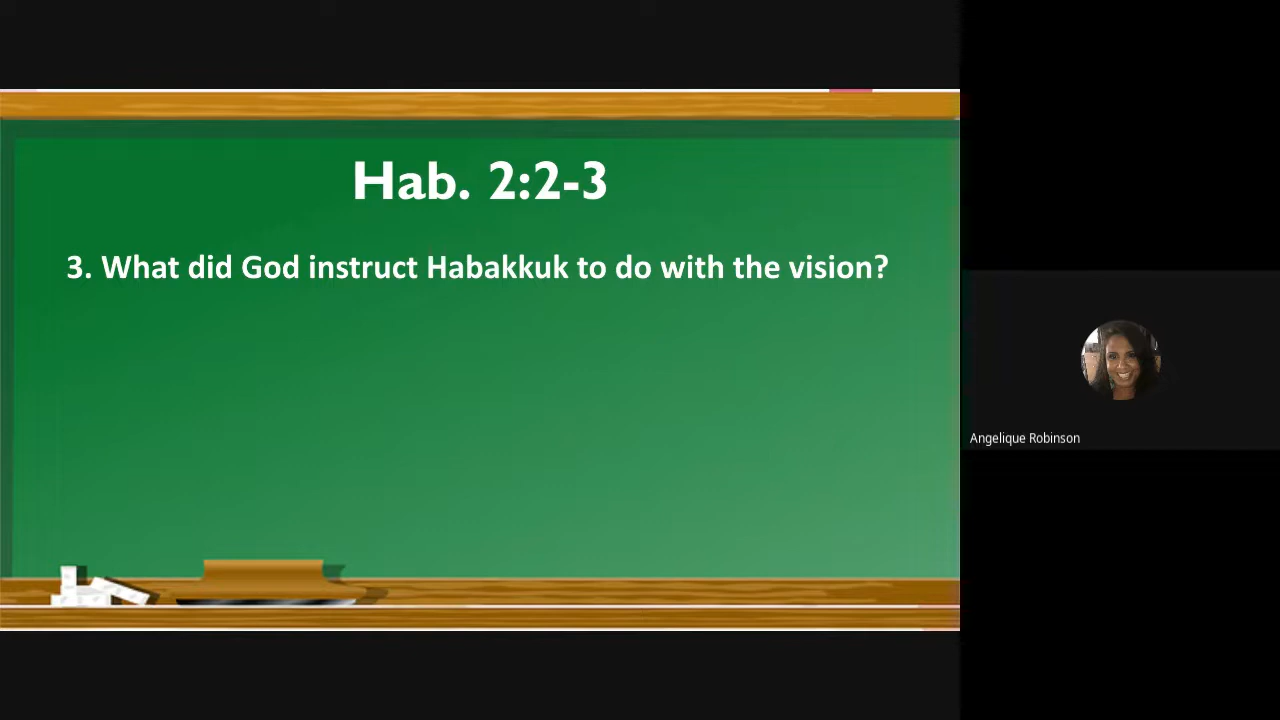 Hab. 2:2-3
3. What did God instruct Habakkuk to do with the vision?
Angelique Robinson